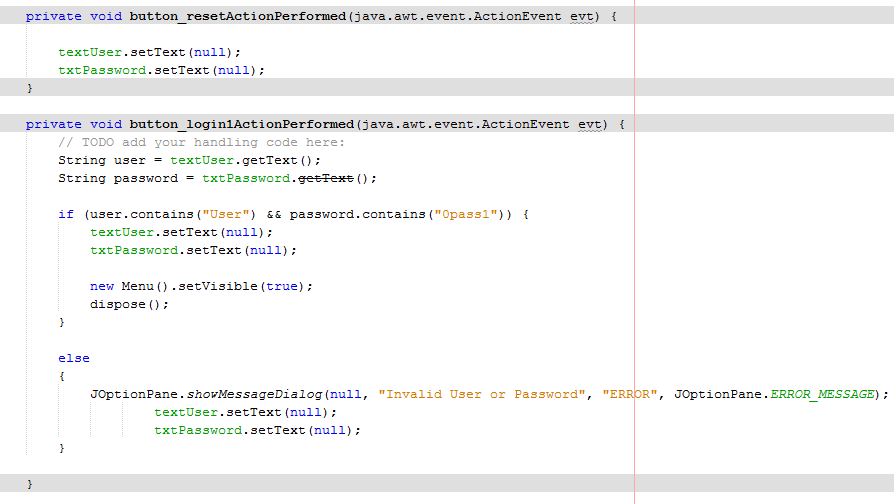 private void button_resetActionPerformed(java.awt.event.ActionEvent evt) {
textUser.setText(null);
txtPassword.setText(null);
}
private void button_login1ActionPerformed(java.awt.event.ActionEvent evt) {
// TODO add your handling code here:
String user = textUser.getText();
String password = txtPassword.getText();
if (user.contains("User") && password.contains("0pass1")) {
textUser.setText(null);
txtPassword.setText(null);
new Menu().setVisible(true);
dispose();
}
else
{
JOptionPane.showMessageDialog(null, "Invalid User or Password", "ERROR", JOptionPane.ERROR_MESSAGE);
textUser.setText(null);
txtPassword.setText(null);
}
}